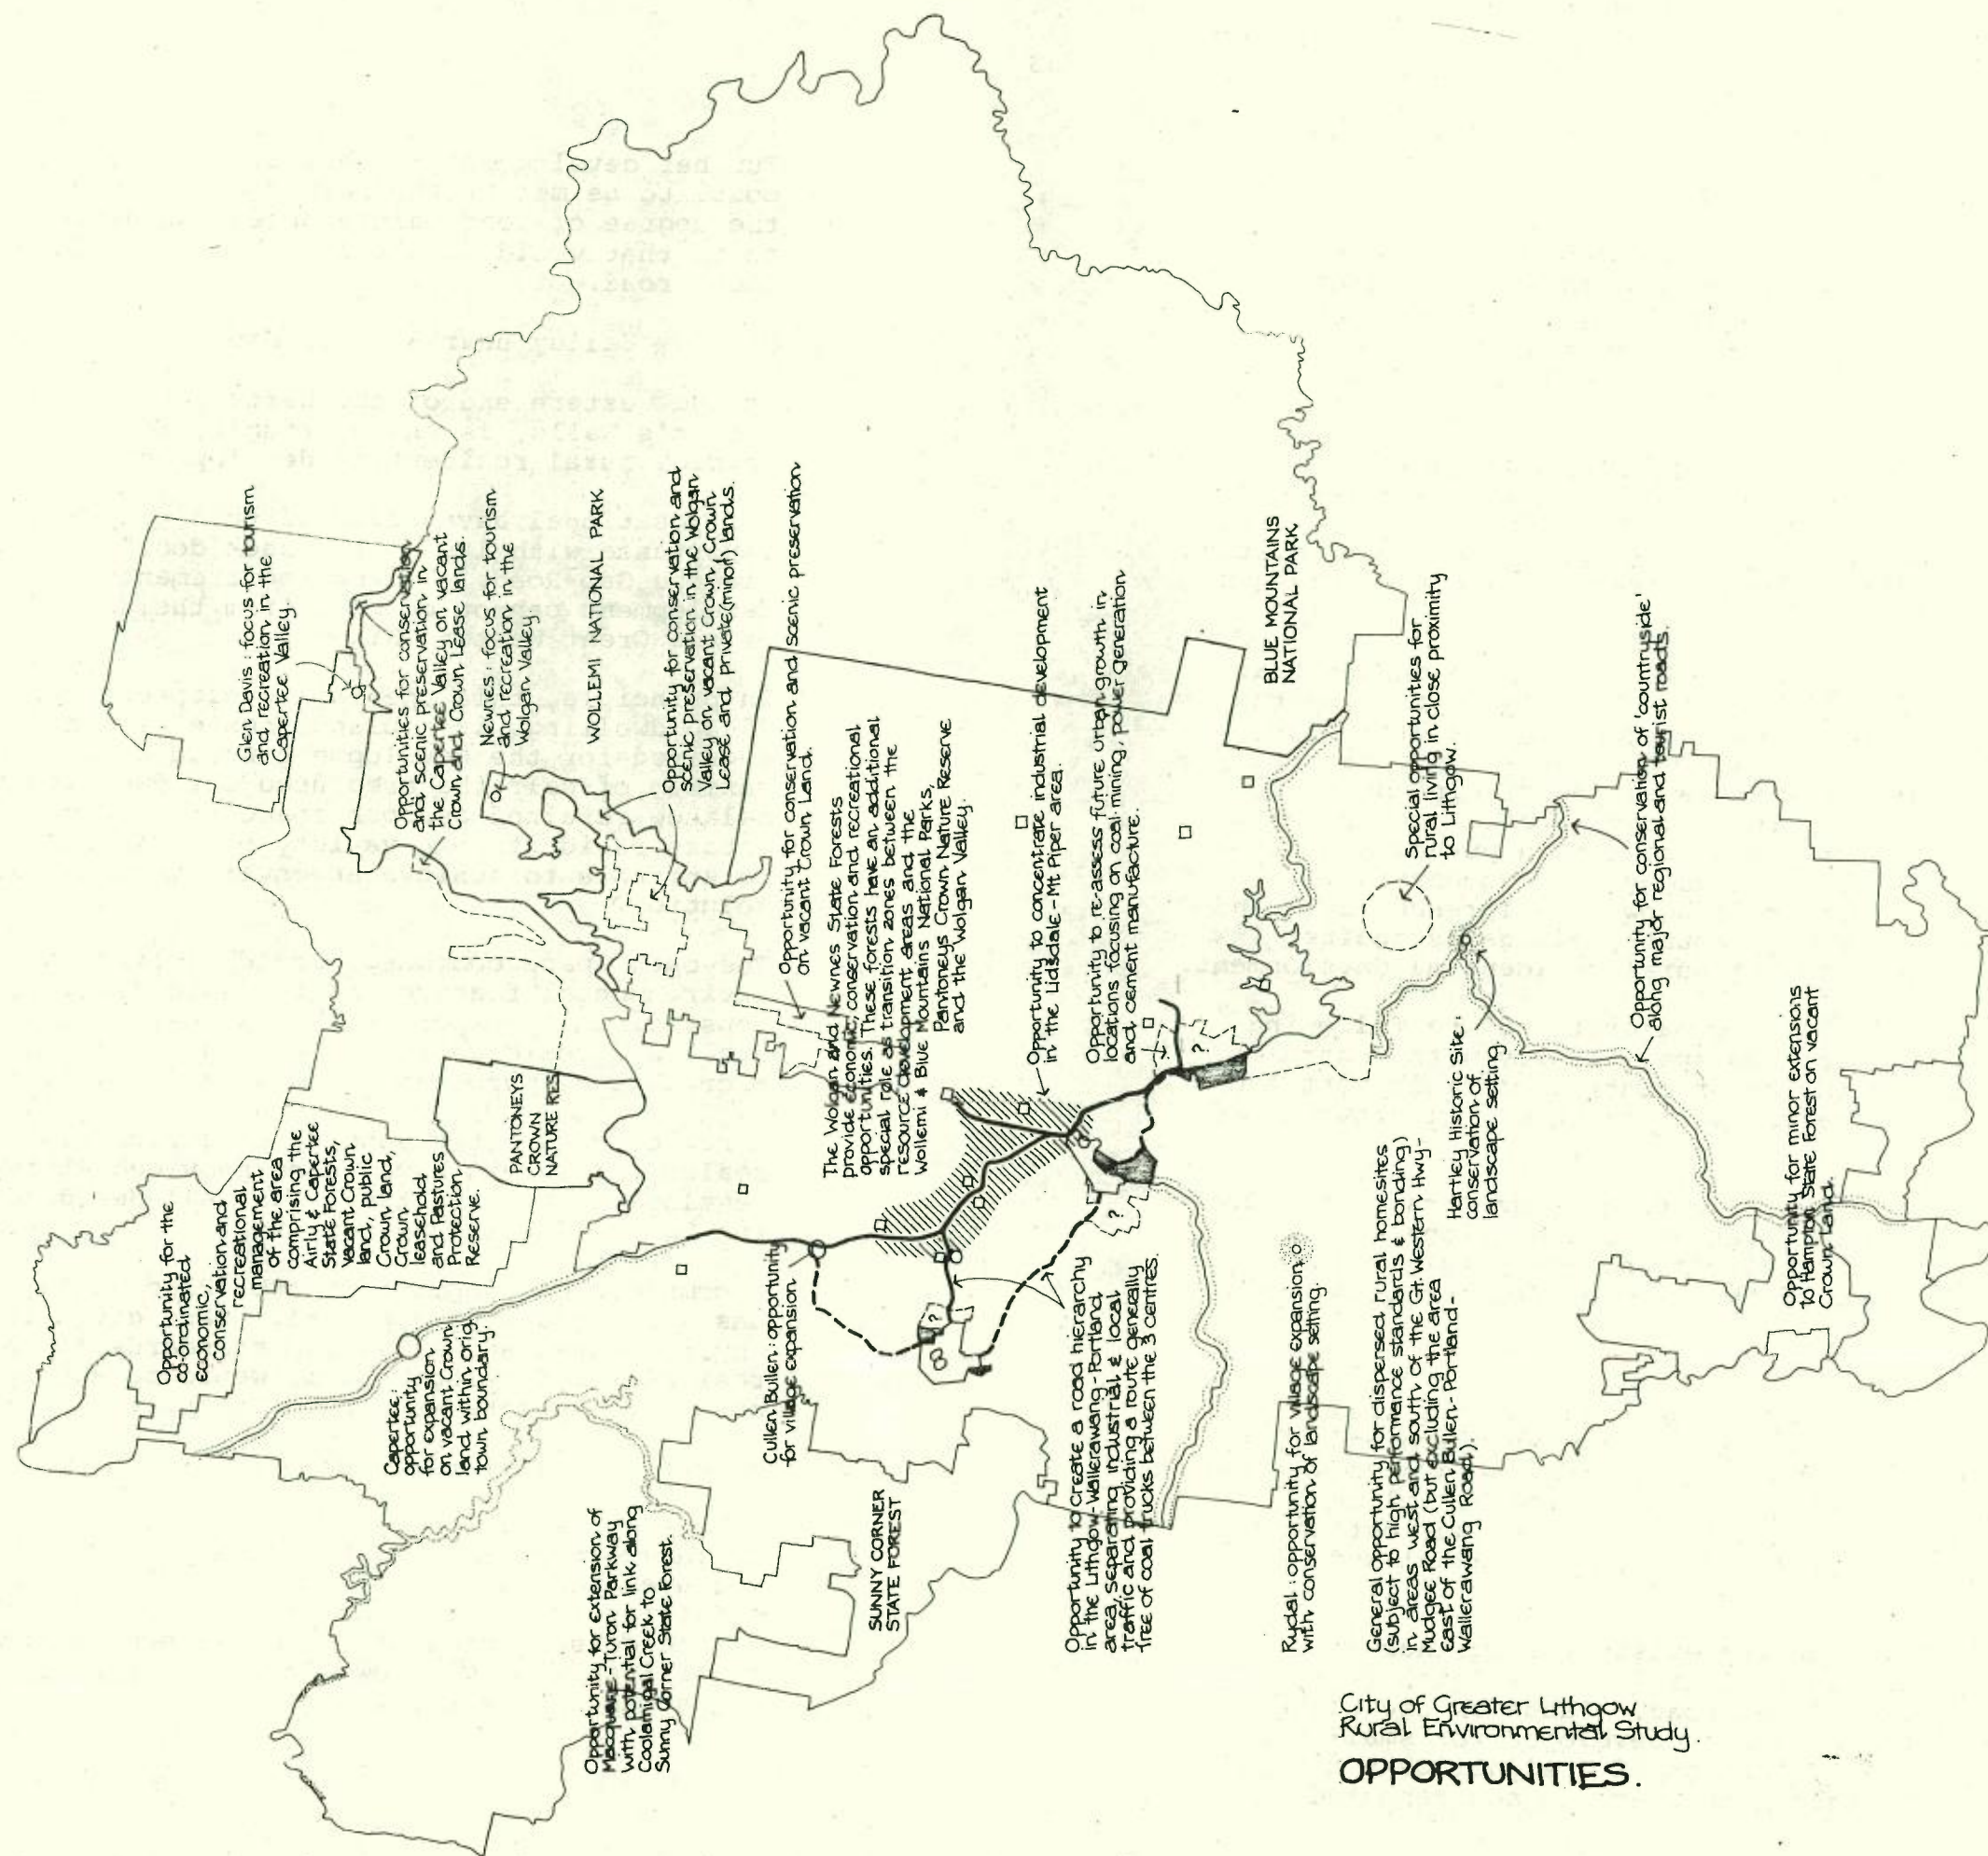 Glen Davis : focus for tourism
and recreation in the
Capertee Valley.
Opportunities for conservation
and scenic preservation in
the Capertee Valley on vacant
Crown and Crown Lease lands.
Newnes : focus for tourism
and recreation in the
Wolgan Valley
WOLLEMI NATIONAL PARK
Opportunity for conservation and
scenic preservation in the Wolgan
Valley on vacant Crown, Crown
Lease and private (minor) lands.
Opportunity for conservation and scenic preservation
on vacant Crown Land.
The Wolgan and Newnes State Forests
provide economic, conservation and recreational
opportunities. These forests have an additional
special role as transition zones between the
resource development areas and the
Wollemi & Blue Mountains National Parks,
Pantoneys Crown Nature Reserve
and the Wolgan Valley.
Opportunity to concentrate industrial development
in the Lidsdale - Mt Piper area.
Opportunity to re-assess future urban growth in
locations focusing on coal-mining, power generation
and cement manufacture.
BLUE MOUNTAINS
NATIONAL PARK
Special opportunities for
rural living in close proximity
to Lithgow.
Opportunity for conservation of 'countryside'
along major regional and tourist roads.
Opportunity for the
co-ordinated
economic,
conservation and
recreational
management
of the area
comprising the
Airly & Capertee
State Forests,
vacant Crown
land, public
Crown land,
Crown
leasehold
and Pastures
Protection
Reserve.
PANTONEYS
CROWN
NATURE RES
Capertee:
opportunity
for expansion
on vacant Crown
land within orig.
town boundary.
Cullen Bullen : opportunity
for village expansion
?
?
?
Hartley Historic Site :
conservation of
landscape setting.
Opportunity for minor extensions
to Hampton State Forest on vacant
Crown Land.
Opportunity for extension of
Macquarie - Turon Parkway
with potential for link along
Coolamigal Creek to
Sunny Corner State Forest.
SUNNY CORNER
STATE FOREST
Opportunity to create a road hierarchy
in the Lithgow - Wallerawang - Portland
area, separating industrial & local
traffic and providing a route generally
free of coal trucks between the 3 centres.
Rydal : opportunity for village expansion
with conservation of landscape setting.
General opportunity for dispersed rural homesites
(subject to high performance standards & bonding)
in areas west and south of the Gt. Western Hwy -
Mudgee Road (but excluding the area
east of the Cullen Bullen - Portland -
Wallerawang Road).
City of Greater Lithgow
Rural Environmental Study.
OPPORTUNITIES.